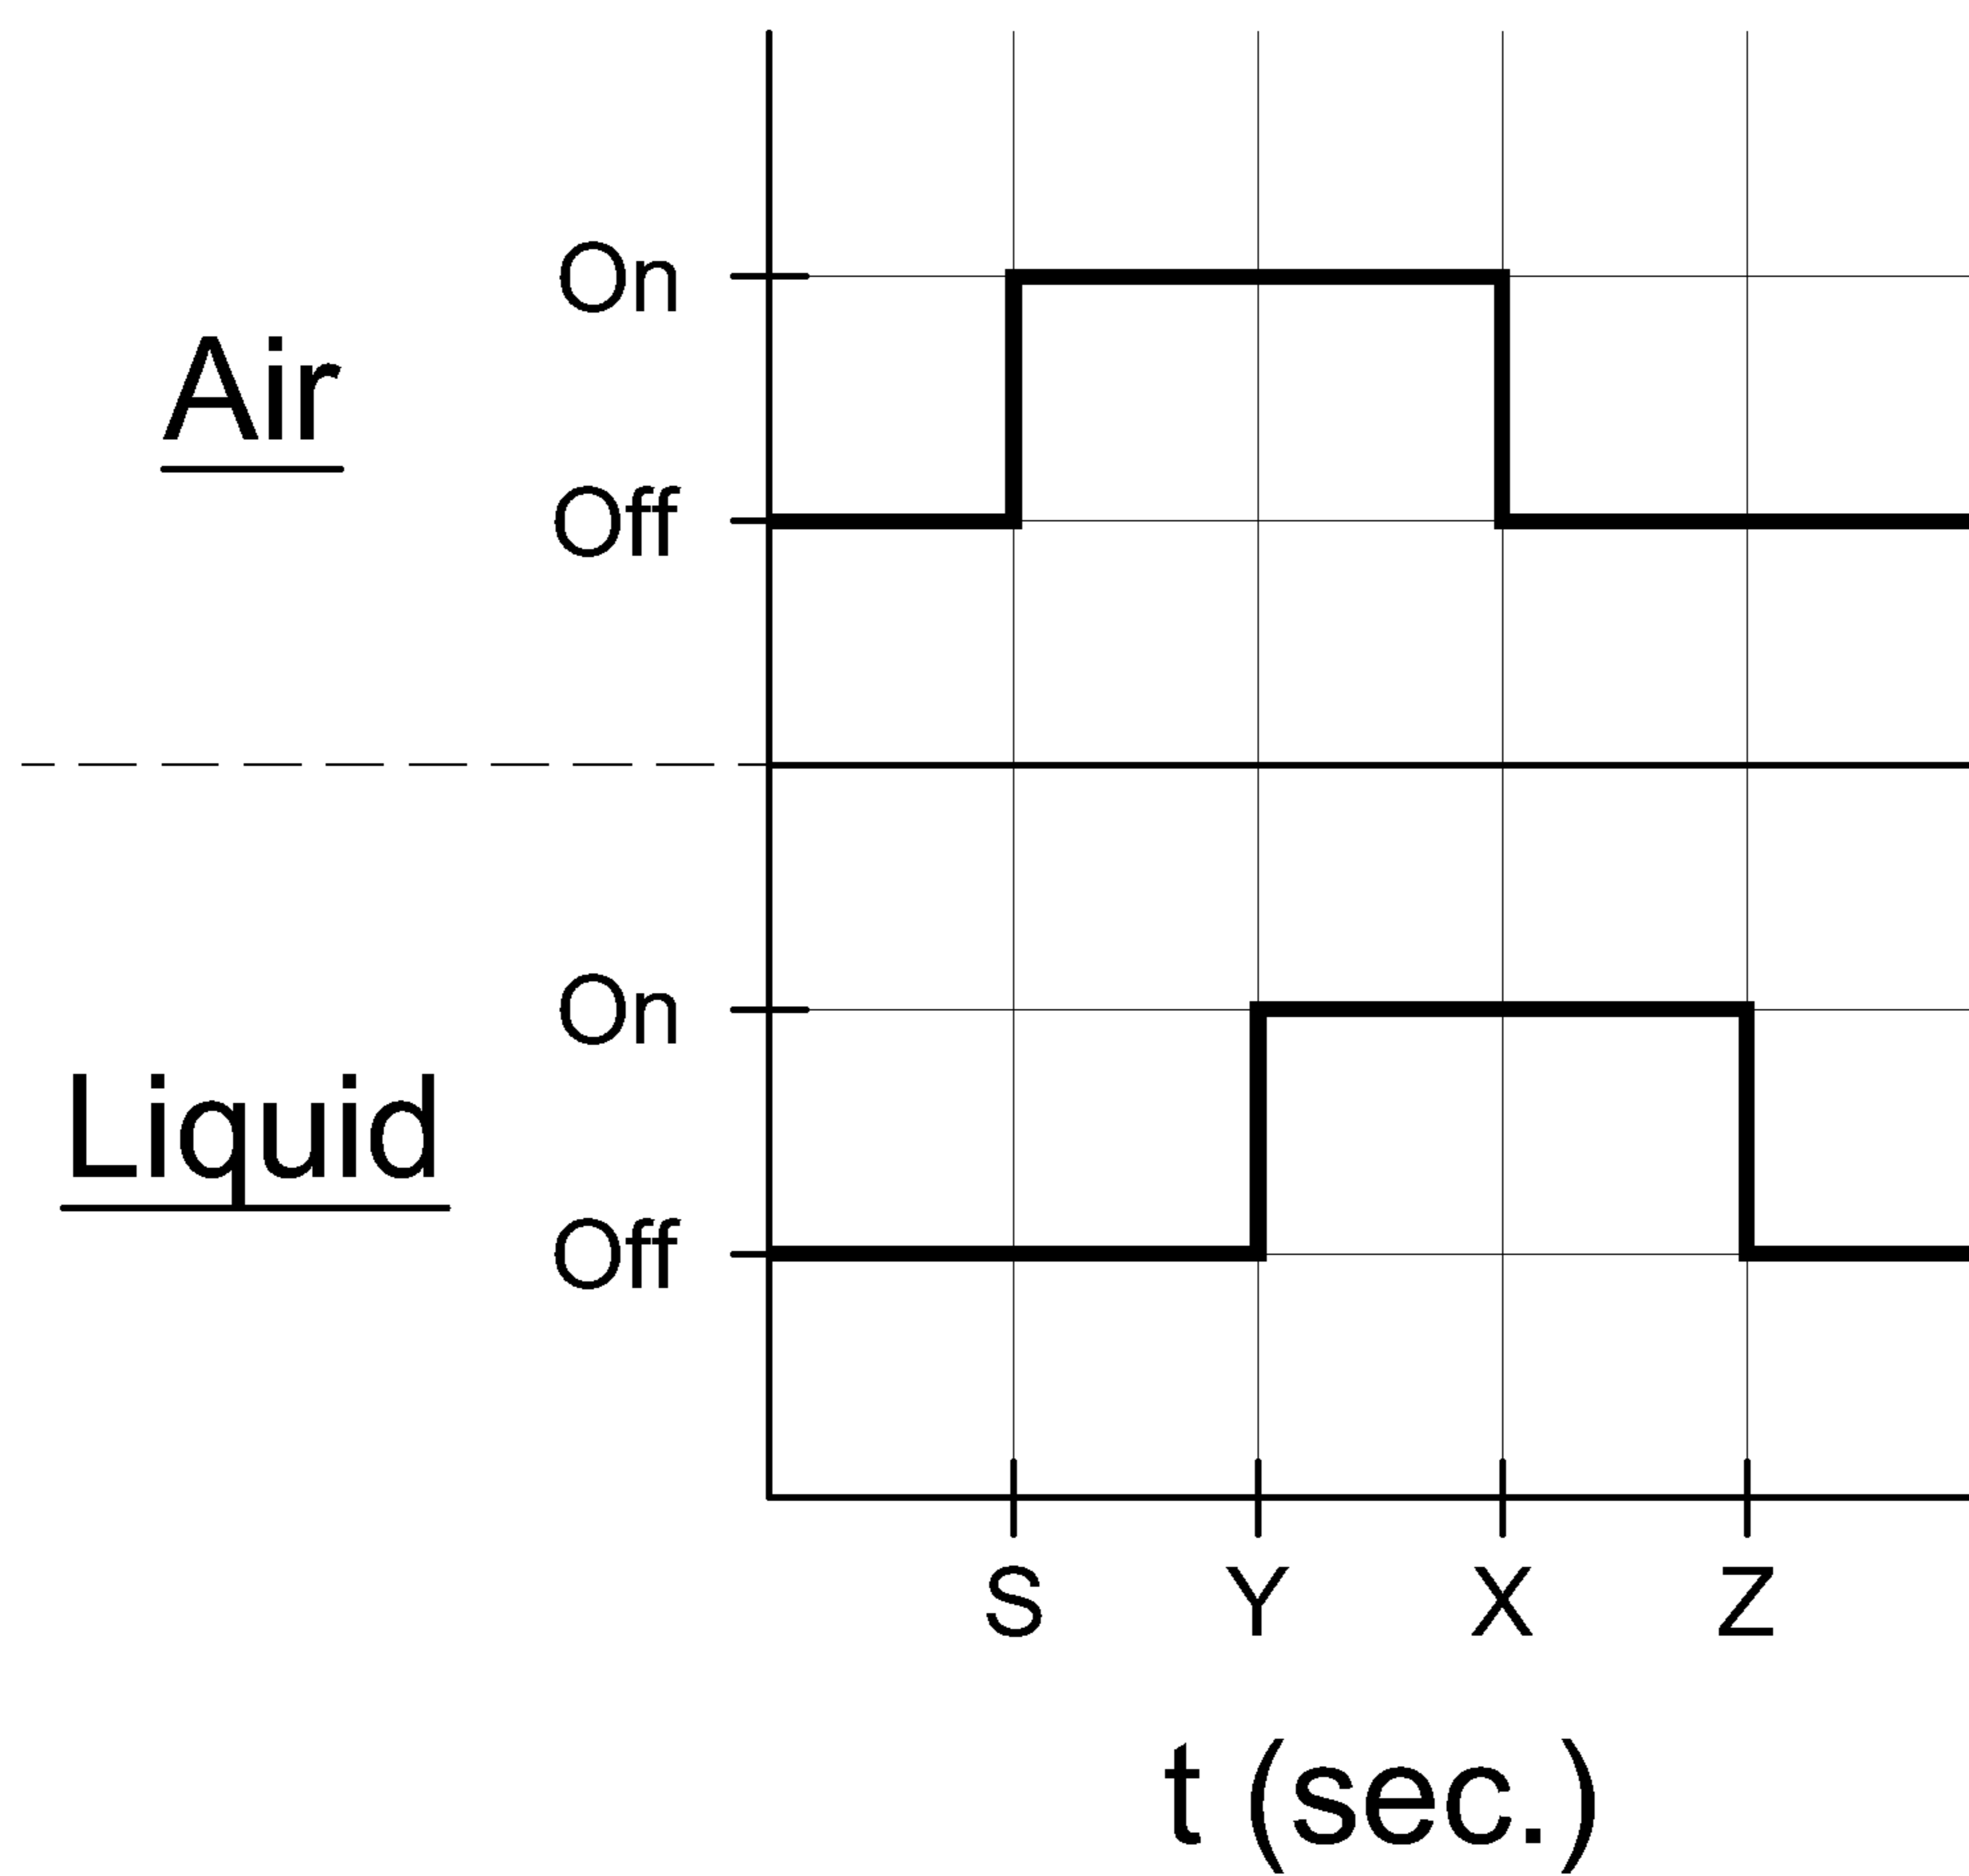 On
Air
Off
On
Liquid
Off
S Y X Z
t (sec.)